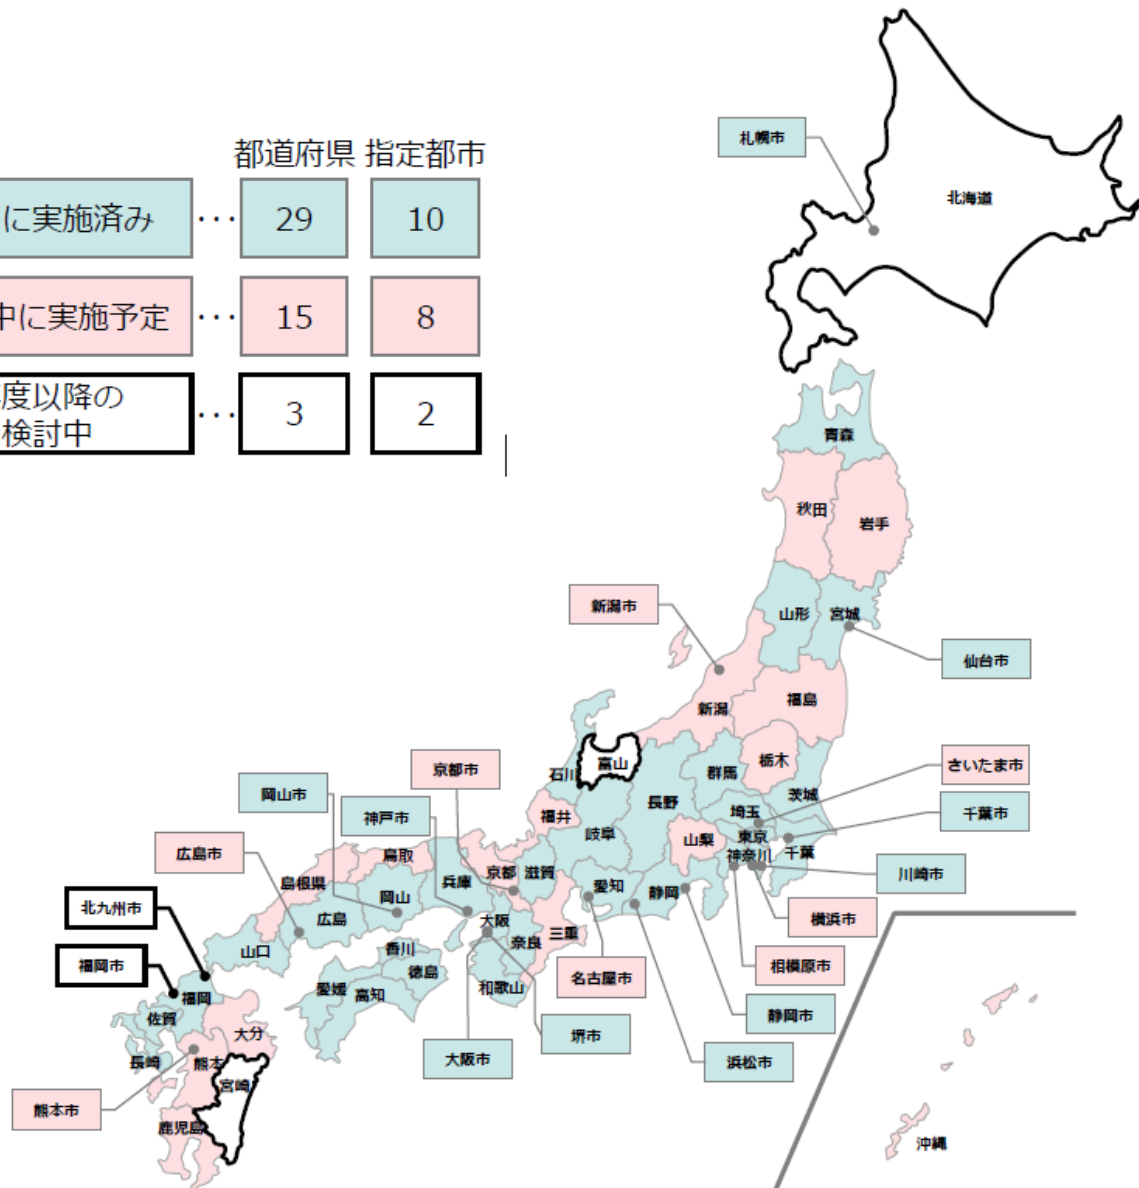 都道府県 指定都市
に実施済み … 29 10
中に実施予定 … 15 8
度以降の
検討中 … 3 2
札幌市
北海道
青森
秋田
岩手
新潟市
山形
宮城
仙台市
新潟
福島
京都市
石川
富山
群馬
栃木
さいたま市
岡山市
神戸市
福井
長野
埼玉
茨城
千葉市
広島市
鳥取
岐阜
山梨
東京
神奈川
千葉
島根県
岡山
兵庫
京都
滋賀
愛知
静岡
川崎市
北九州市
広島
大阪
奈良
三重
横浜市
福岡市
山口
香川
徳島
名古屋市
相模原市
福岡
愛媛
高知
和歌山
佐賀
大分
静岡市
堺市
長崎
熊本
大阪市
浜松市
宮崎
熊本市
鹿児島
沖縄